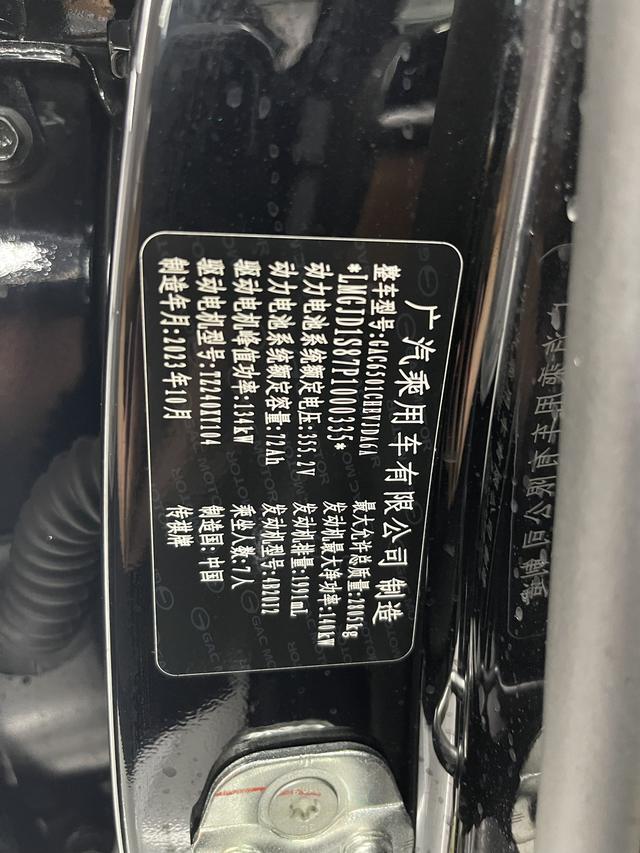 广汽乘用车有限公司 制造
整车型号:GAC6501CHEVJDA6A
最大允许总质量:2805kg
*LMGJD1S87P1000335*
发动机最大净功率:140kW
动力电池系统额定电压:355.2V
发动机排量:1991mL
动力电池系统额定容量:72Ah
发动机型号:4B20J2
驱动电机峰值功率:134kW
乘坐人数:7人
驱动电机型号:TZ240XY104
制造国:中国
制造年月:2023年10月
传祺牌
GAC MOTOR